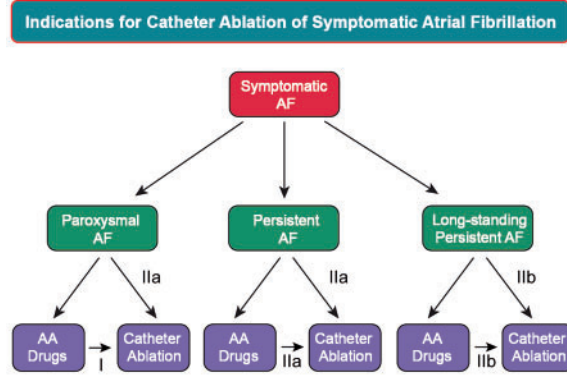 Indications for Catheter Ablation of Symptomatic Atrial Fibrillation
Symptomatic
AF
Paroxysmal
AF
Persistent
AF
Long-standing
Persistent AF
IIa
IIa
IIb
AA
Drugs
I
Catheter
Ablation
AA
Drugs
IIa
Catheter
Ablation
AA
Drugs
IIb
Catheter
Ablation